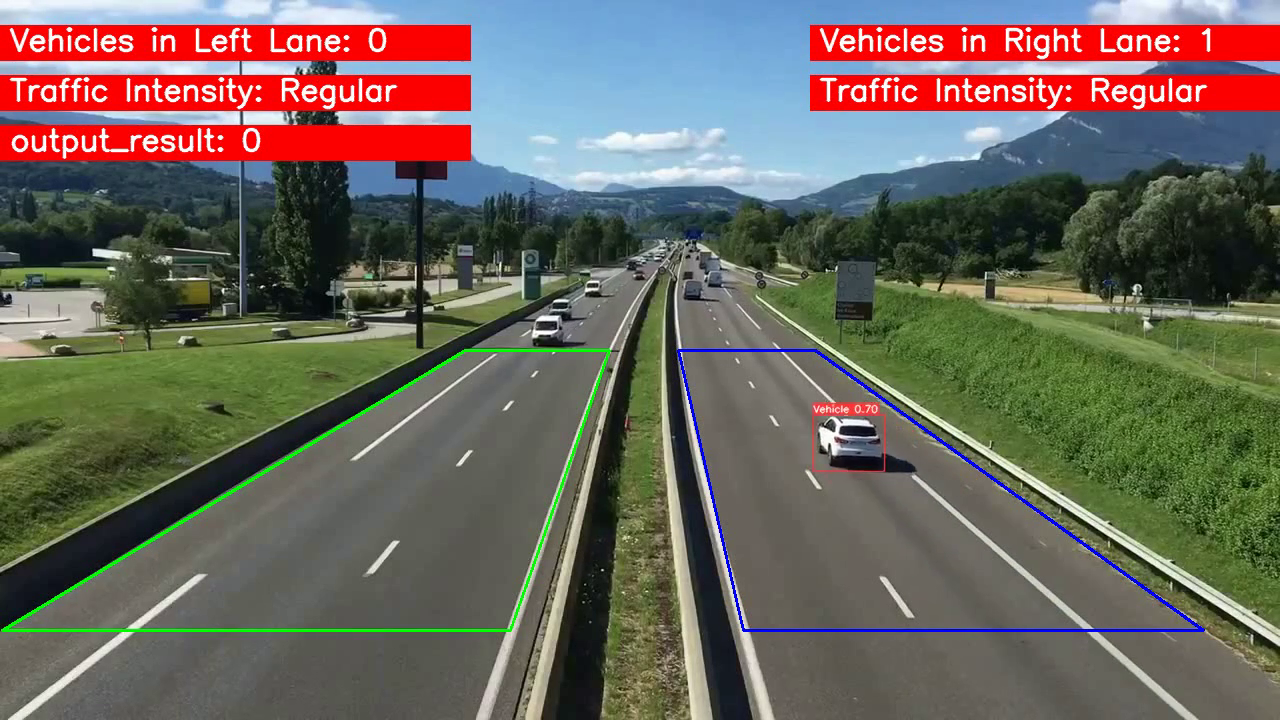 Vehicles in Left Lane: 0
Vehicles in Right Lane: 1
Traffic Intensity: Regular
Traffic Intensity: Regular
output_result: 0
Vehicle 0.70